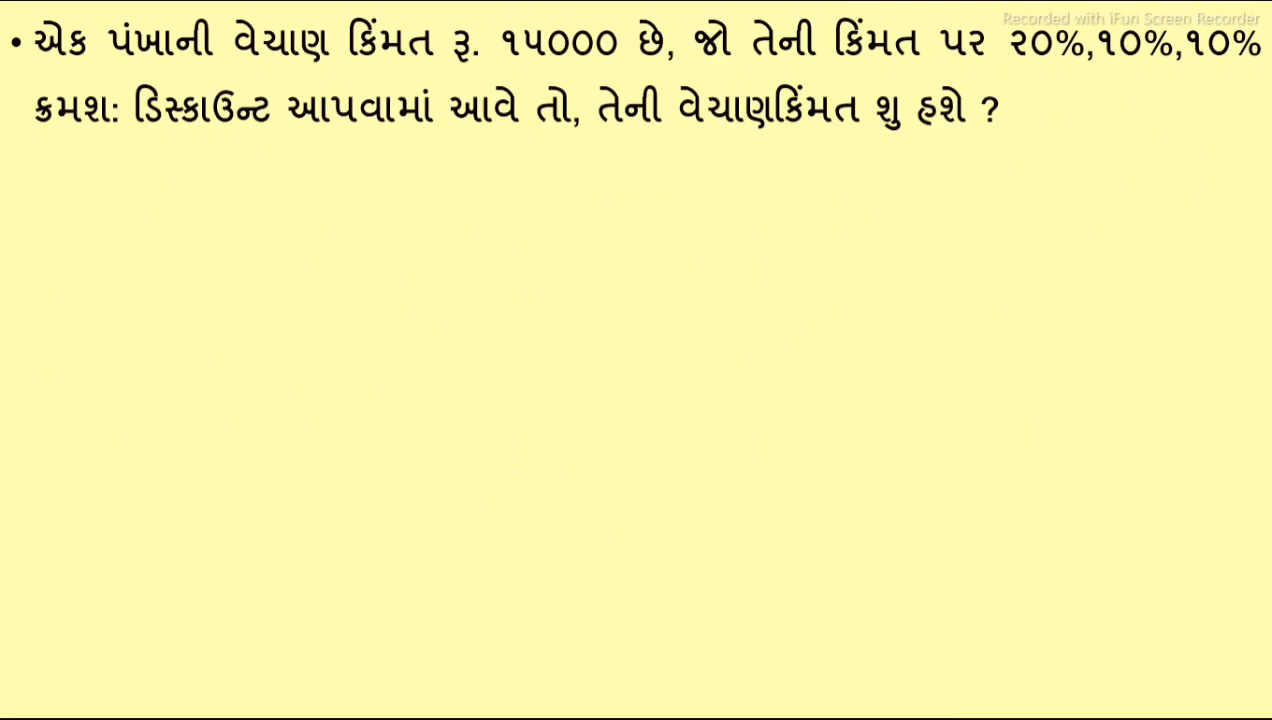 Recorded with iFun Screen Recorder
• એક પંખાની વેચાણ કિંમત રૂ. ૧૫૦૦૦ છે, જો તેની કિંમત પર ૨૦%,૧૦%,૧૦%
ક્રમશ: ડિસ્કાઉન્ટ આપવામાં આવે તો, તેની વેચાણકિંમત શુ હશે ?